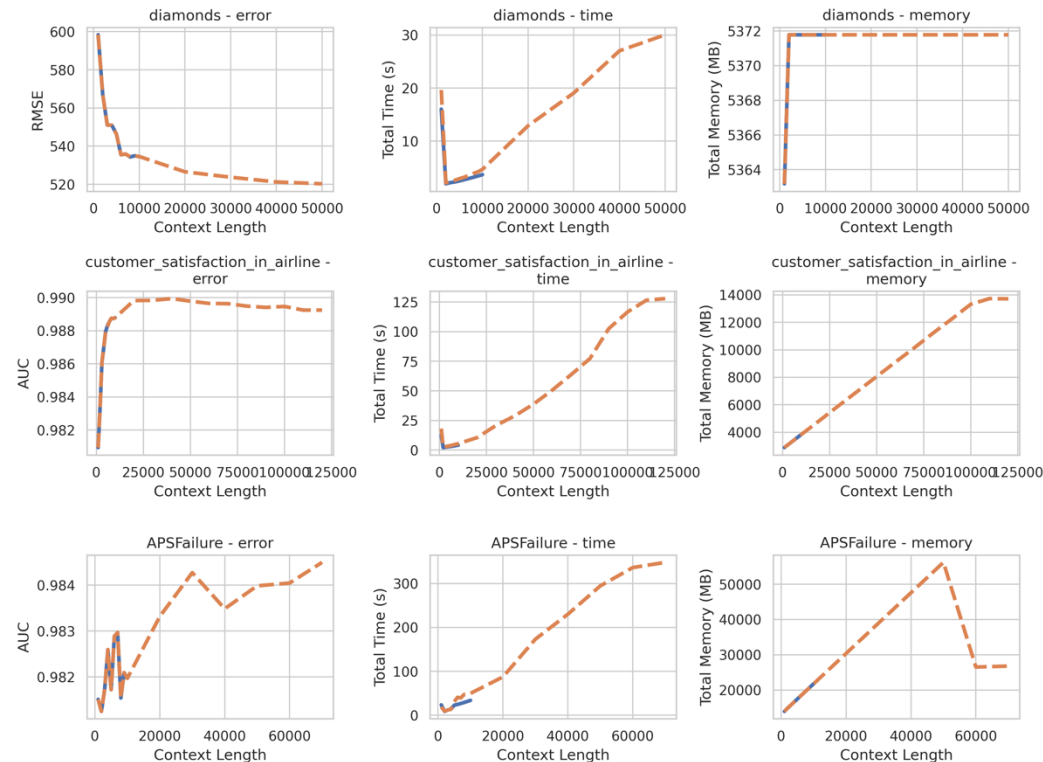 diamonds - error
RMSE
600
580
560
540
520
0 10000 20000 30000 40000 50000
Context Length
diamonds - time
Total Time (s)
30
20
10
0 10000 20000 30000 40000 50000
Context Length
diamonds - memory
Total Memory (MB)
5372
5370
5368
5366
5364
0 10000 20000 30000 40000 50000
Context Length
customer_satisfaction_in_airline -
error
AUC
0.990
0.988
0.986
0.984
0.982
0 25000 50000 75000 100000 125000
Context Length
customer_satisfaction_in_airline -
time
Total Time (s)
125
100
75
50
25
0
0 25000 50000 75000 100000 125000
Context Length
customer_satisfaction_in_airline -
memory
Total Memory (MB)
14000
12000
10000
8000
6000
4000
0 25000 50000 75000 100000 125000
Context Length
APSFailure - error
AUC
0.984
0.983
0.982
0 20000 40000 60000
Context Length
APSFailure - time
Total Time (s)
300
200
100
0
0 20000 40000 60000
Context Length
APSFailure - memory
Total Memory (MB)
50000
40000
30000
20000
0 20000 40000 60000
Context Length